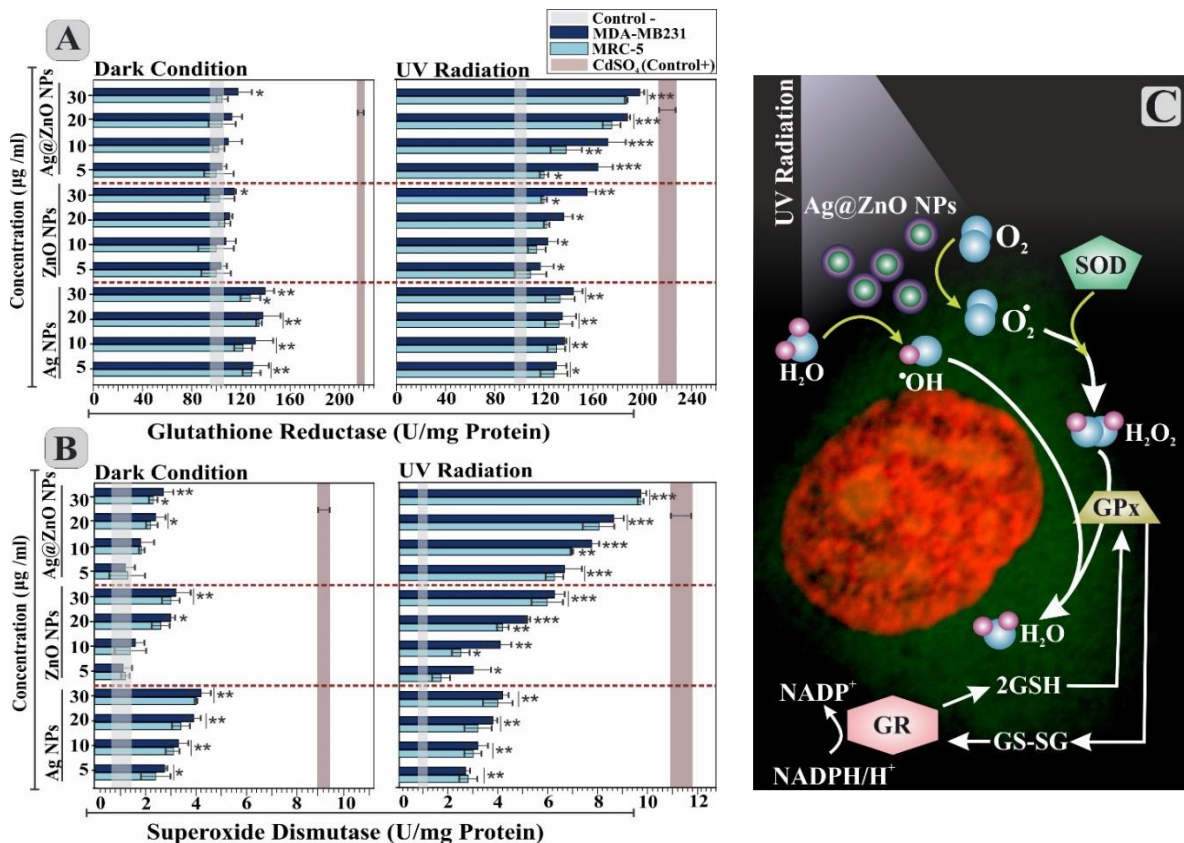 A
Control -
MDA-MB231
MRC-5
CdSO₄ (Control+)
Dark Condition
UV Radiation
Concentration (µg /ml)
Ag@ZnO NPs
30 *
20
10
5
ZnO NPs
30 *
20
10
5
Ag NPs
30 ** *
20 **
10 **
5 **
***
***
*** **
*** *
** *
*
*
*
**
**
**
*
0 40 80 120 160 200
0 40 80 120 160 200 240
Glutathione Reductase (U/mg Protein)
B
Dark Condition
UV Radiation
Concentration (µg /ml)
Ag@ZnO NPs
30 ** *
20 *
10
5
ZnO NPs
30 **
20 *
10
5
Ag NPs
30 **
20 **
10 **
5 *
***
***
*** **
***
***
*** **
** *
*
**
**
**
**
0 2 4 6 8 10
0 2 4 6 8 10 12
Superoxide Dismutase (U/mg Protein)
C
UV Radiation
Ag@ZnO NPs
O₂
SOD
O₂•
H₂O
•OH
H₂O₂
GPx
H₂O
NADP⁺
2GSH
GR
GS-SG
NADPH/H⁺